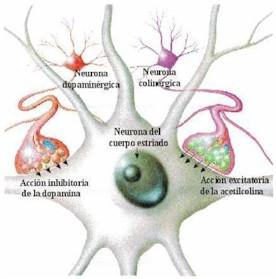 Neurona
dopaminérgica
Neurona
colinérgica
Neurona del
cuerpo estriado
Acción inhibitoria
de la dopamina
Acción excitatoria
de la acetilcolina